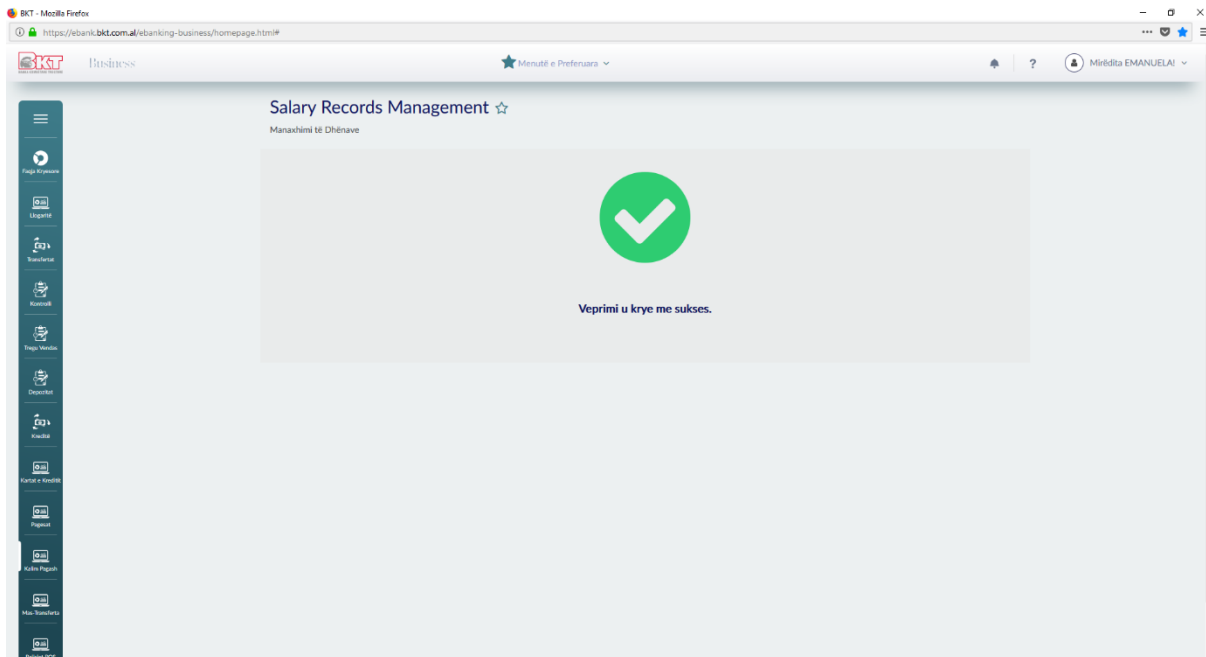 BKT - Mozilla Firefox
https://ebank.bkt.com.al/ebanking-business/homepage.html#
BKT
Business
Menutë e Preferuara
?
Mirëdita EMANUELA!
Salary Records Management
Manaxhimi të Dhënave
Faqja Kryesore
Llogaritë
Transfertat
Kontrolli
Tregu Vendas
Depozitat
Kreditë
Kartat e Kreditit
Pagesat
Kalim Pagash
Mas-Transferta
Veprimi u krye me sukses.